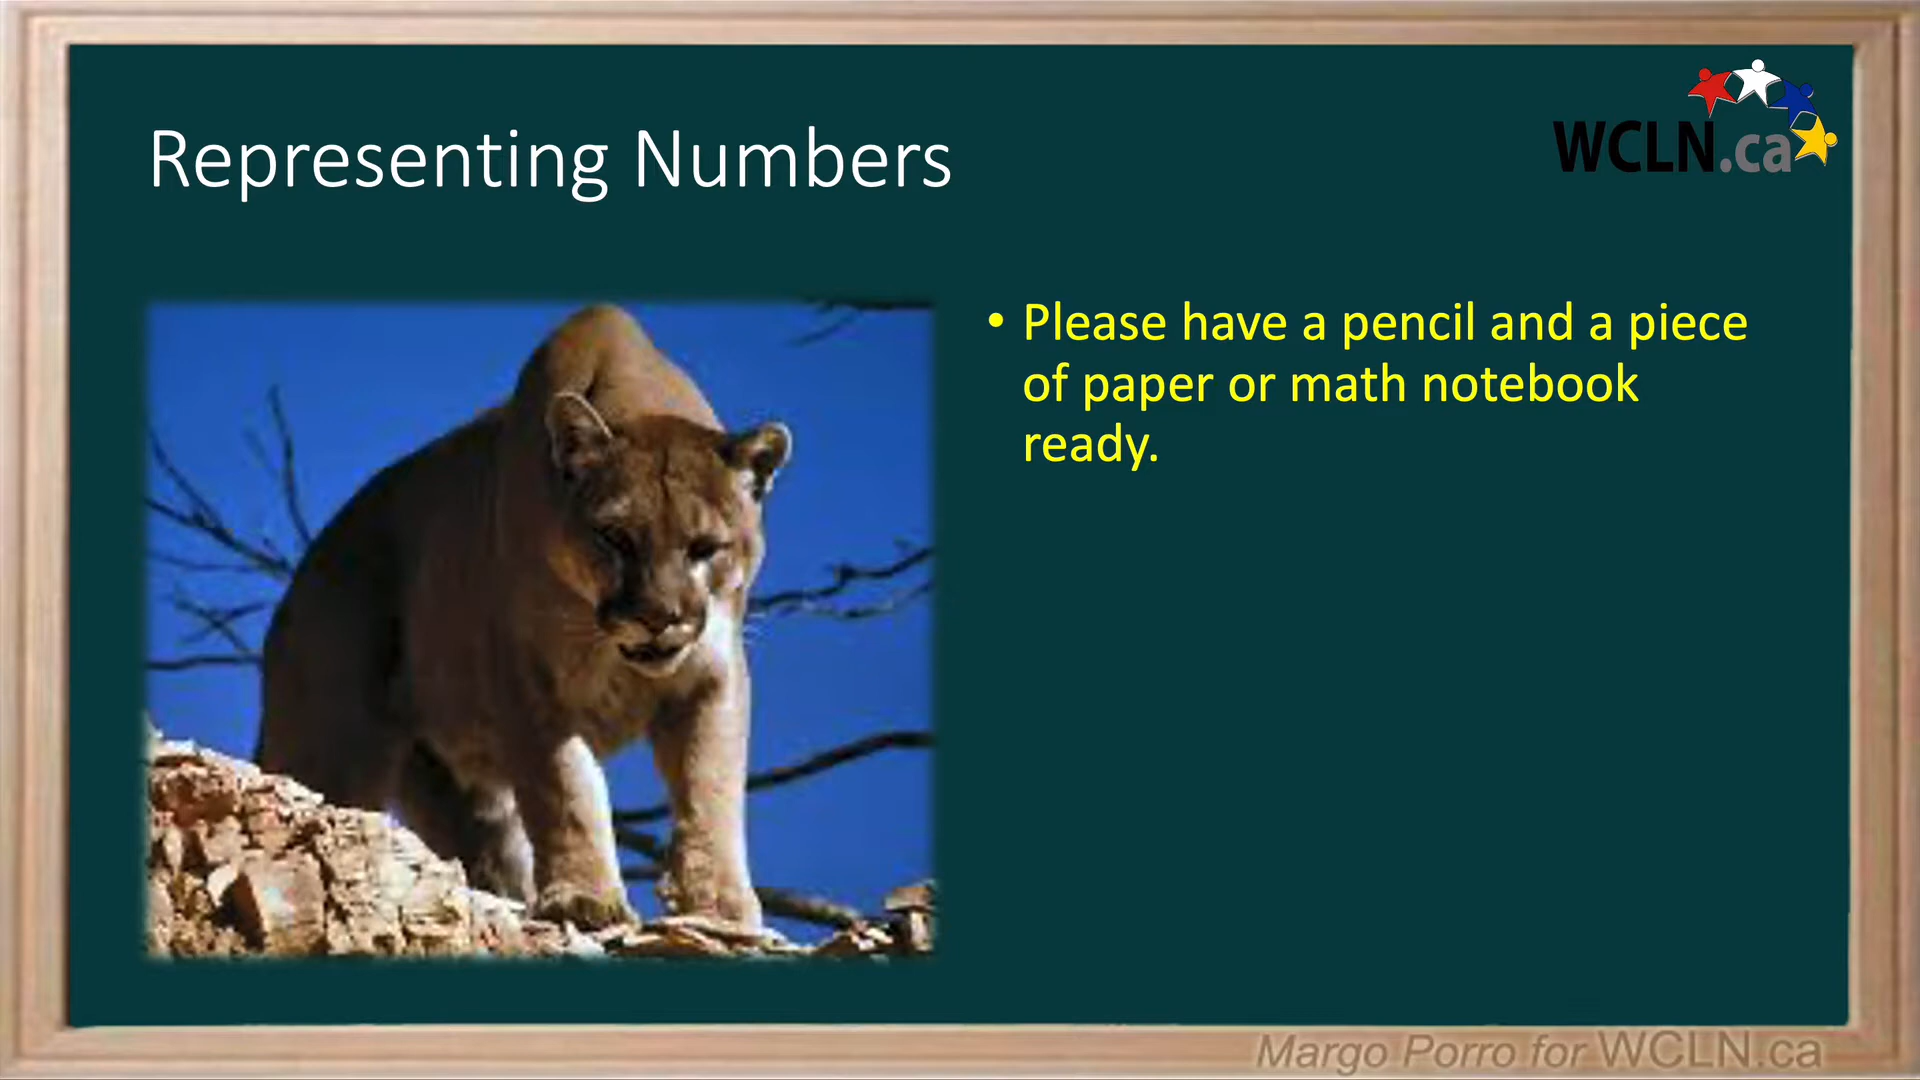 WCLN.ca
Representing Numbers
• Please have a pencil and a piece
of paper or math notebook
ready.
Margo Porro for WCLN.ca